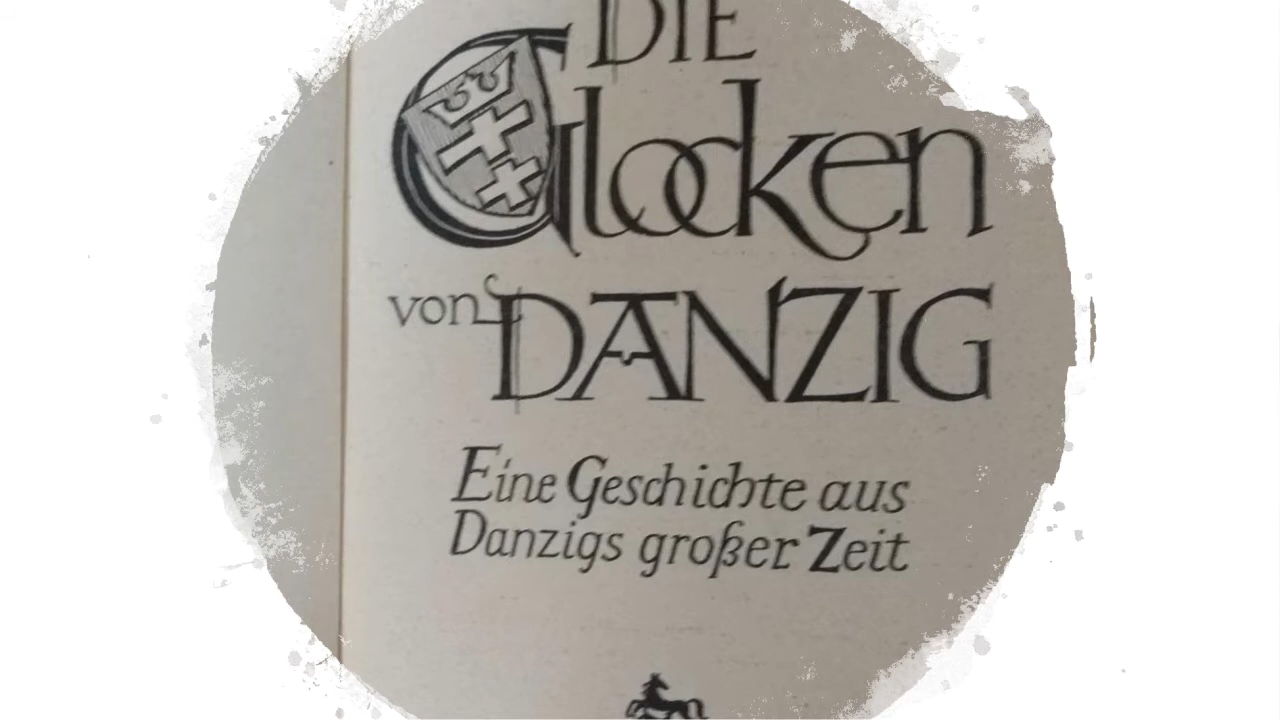 DIE
Glocken
von DANZIG
Eine Geschichte aus
Danzigs großer Zeit